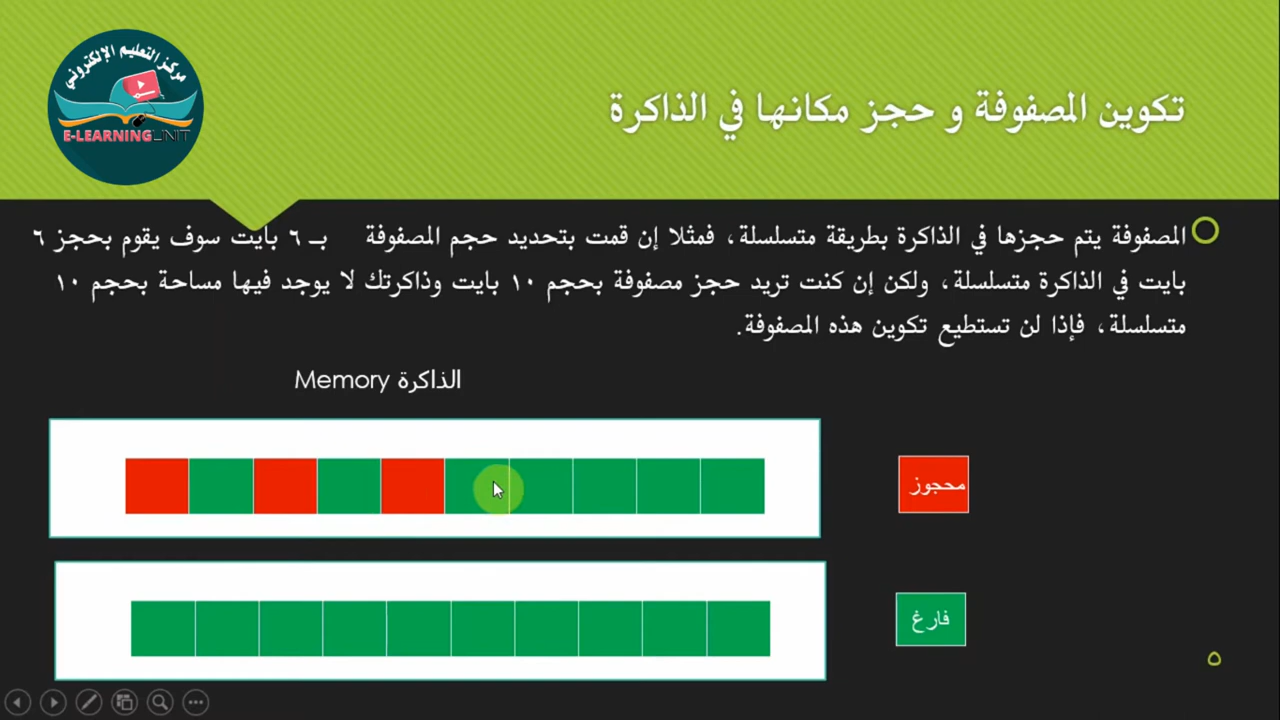 مركز التعليم الإلكتروني
E-LEARNING UNIT
تكوين المصفوفة و حجز مكانها في الذاكرة
المصفوفة يتم حجزها في الذاكرة بطريقة متسلسلة، فمثلا إن قمت بتحديد حجم المصفوفة بـ ٦ بايت سوف يقوم بحجز ٦
بايت في الذاكرة متسلسلة، ولكن إن كنت تريد حجز مصفوفة بحجم ١٠ بايت وذاكرتك لا يوجد فيها مساحة بحجم ١٠
متسلسلة، فإذا لن تستطيع تكوين هذه المصفوفة.
الذاكرة Memory
محجوز
فارغ
٥